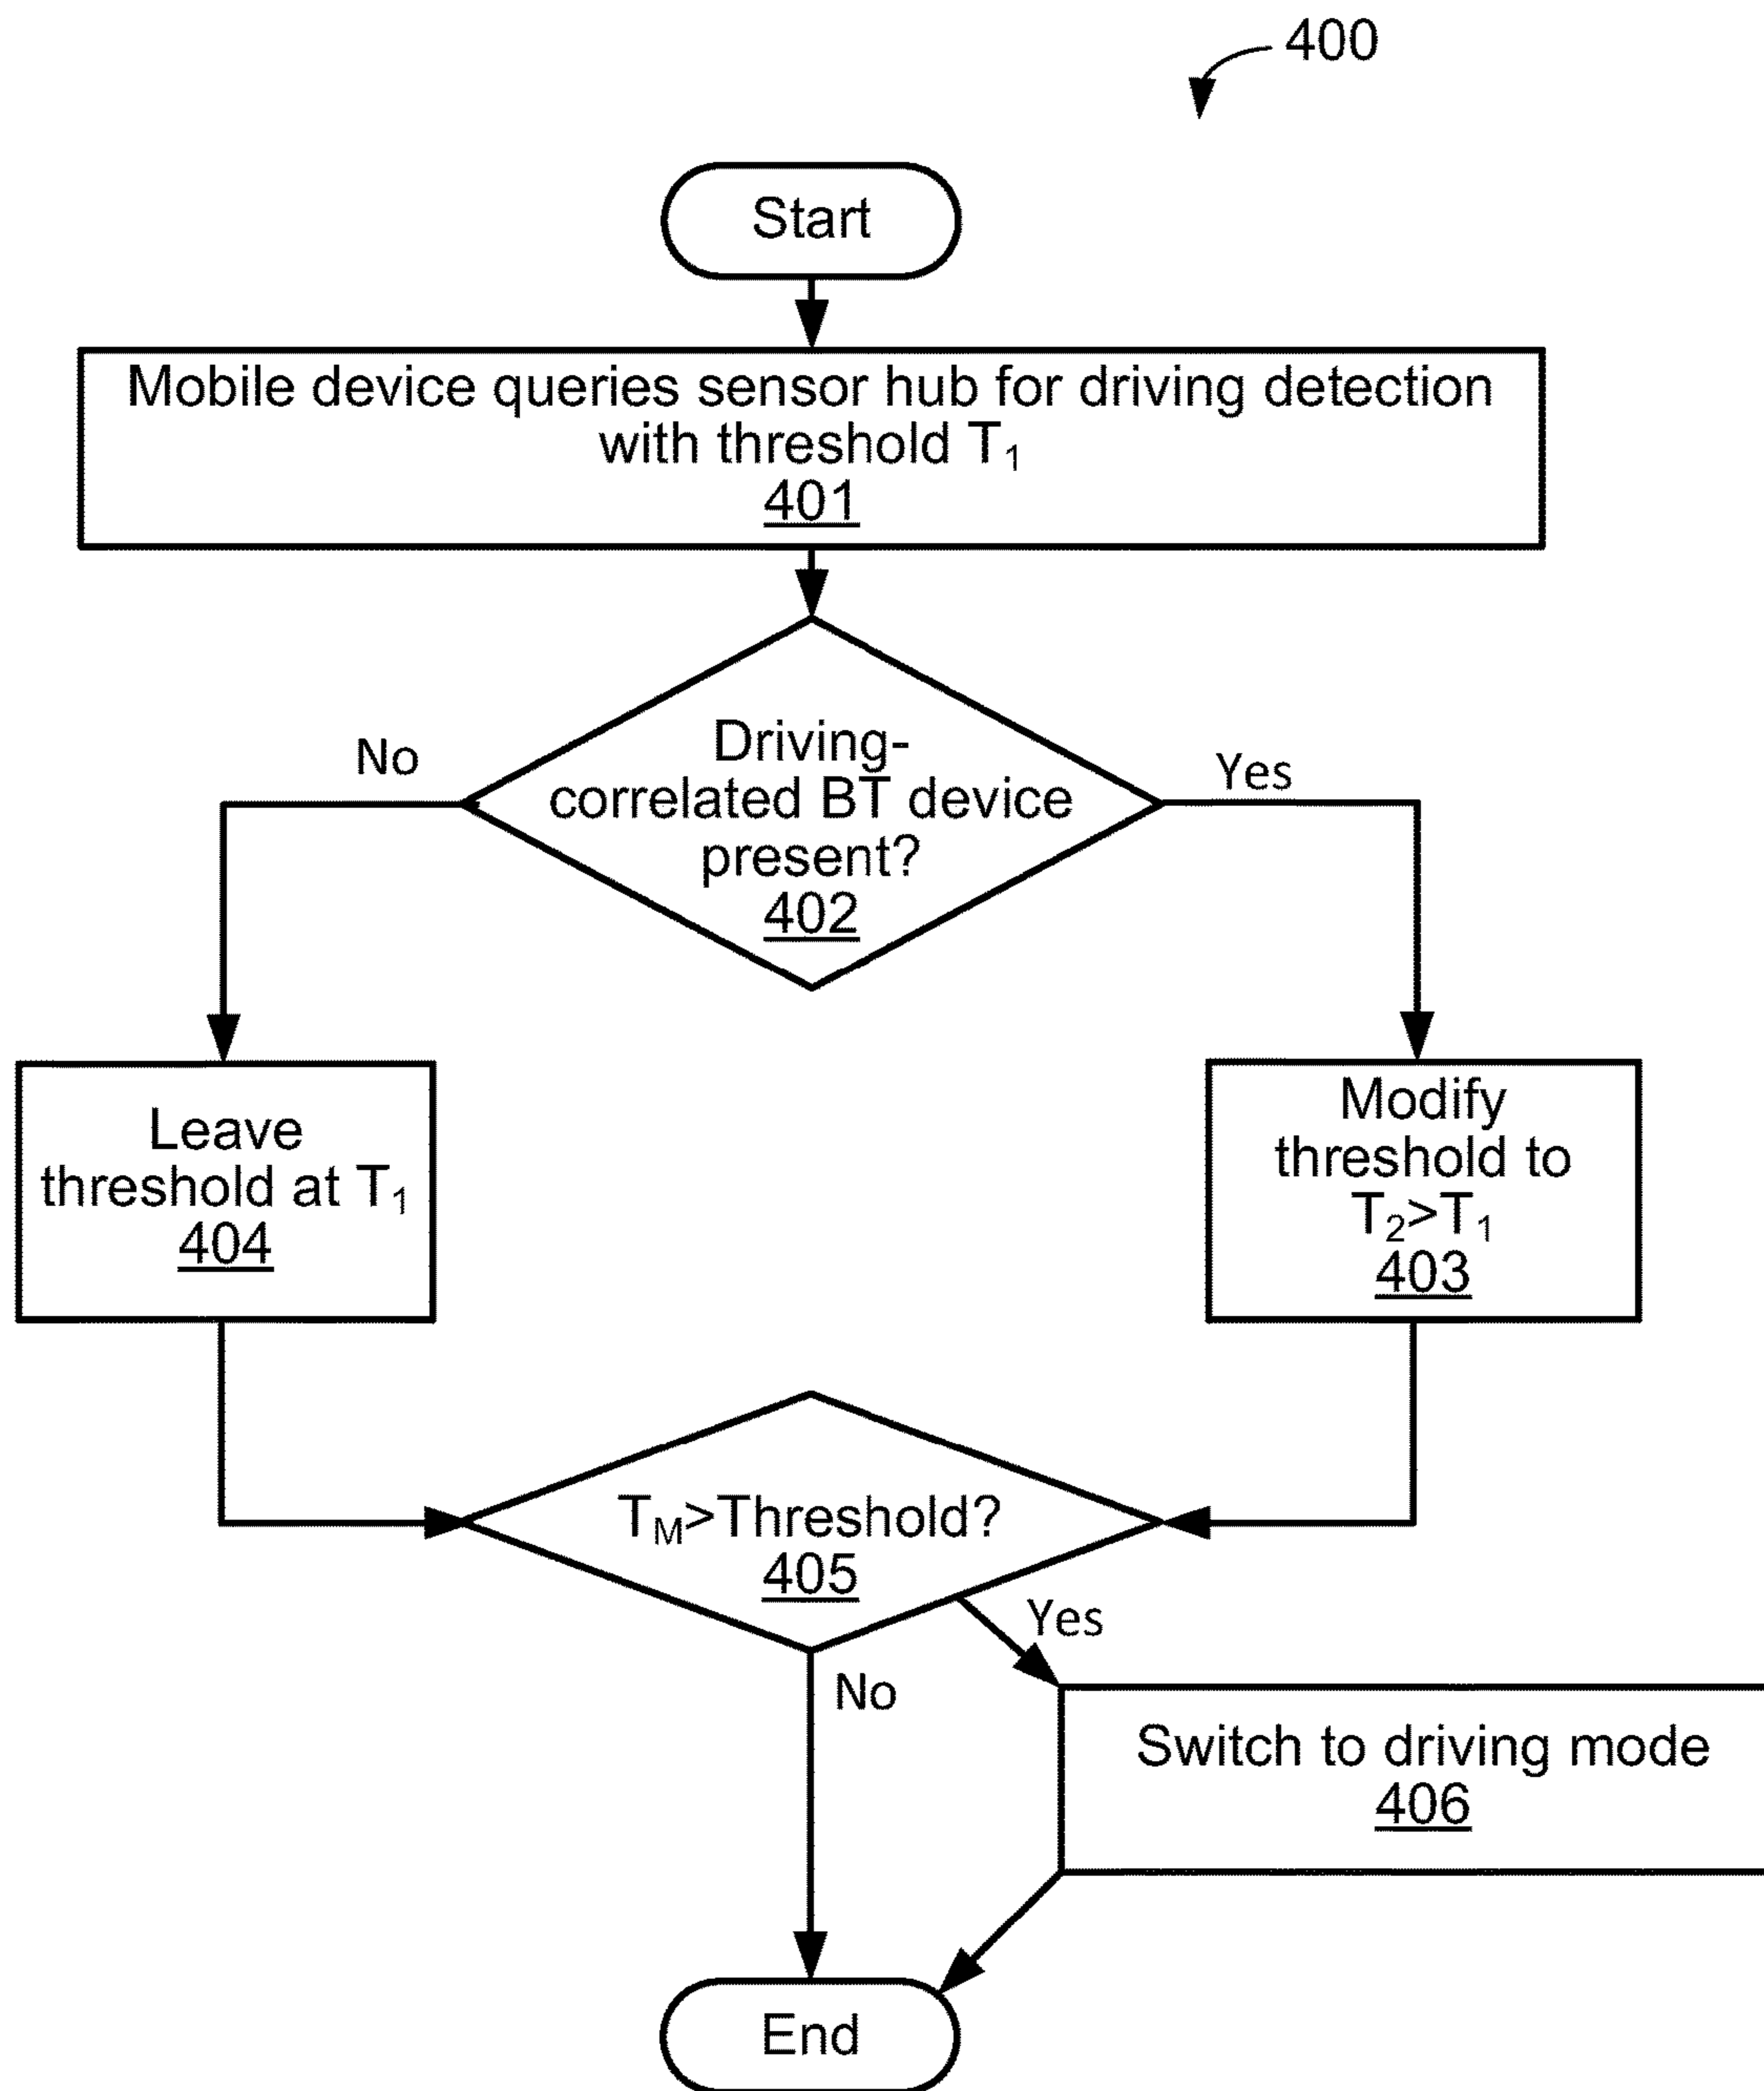 400
Start
Mobile device queries sensor hub for driving detection
with threshold T₁
401
Driving-
correlated BT device
present?
402
No
Yes
Leave
threshold at T₁
404
Modify
threshold to
T₂>T₁
403
T_M>Threshold?
405
Yes
No
Switch to driving mode
406
End